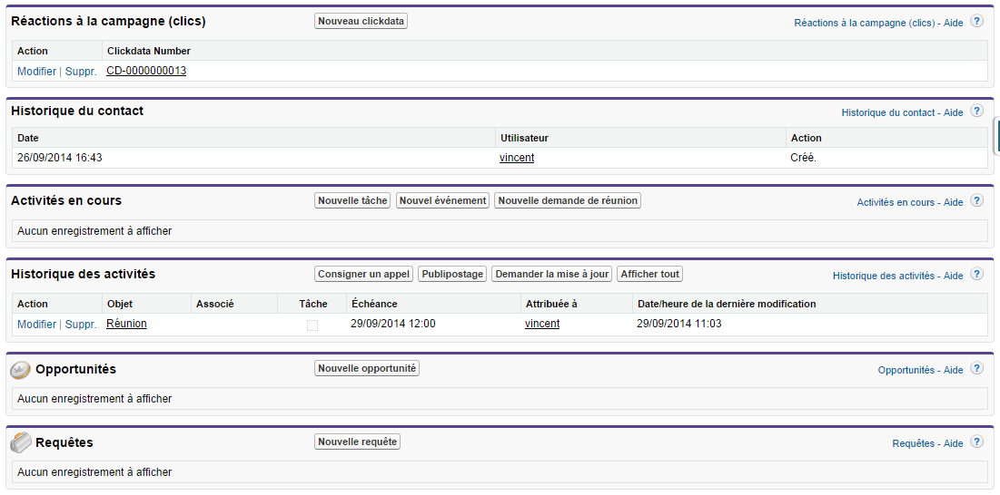 Réactions à la campagne (clics) Nouveau clickdata Réactions à la campagne (clics) - Aide ?
Action Clickdata Number
Modifier | Suppr. CD-0000000013
Historique du contact Historique du contact - Aide ?
Date Utilisateur Action
26/09/2014 16:43 vincent Créé.
Activités en cours Nouvelle tâche Nouvel événement Nouvelle demande de réunion Activités en cours - Aide ?
Aucun enregistrement à afficher
Historique des activités Consigner un appel Publipostage Demander la mise à jour Afficher tout Historique des activités - Aide ?
Action Objet Associé Tâche Échéance Attribuée à Date/heure de la dernière modification
Modifier | Suppr. Réunion 29/09/2014 12:00 vincent 29/09/2014 11:03
Opportunités Nouvelle opportunité Opportunités - Aide ?
Aucun enregistrement à afficher
Requêtes Nouvelle requête Requêtes - Aide ?
Aucun enregistrement à afficher